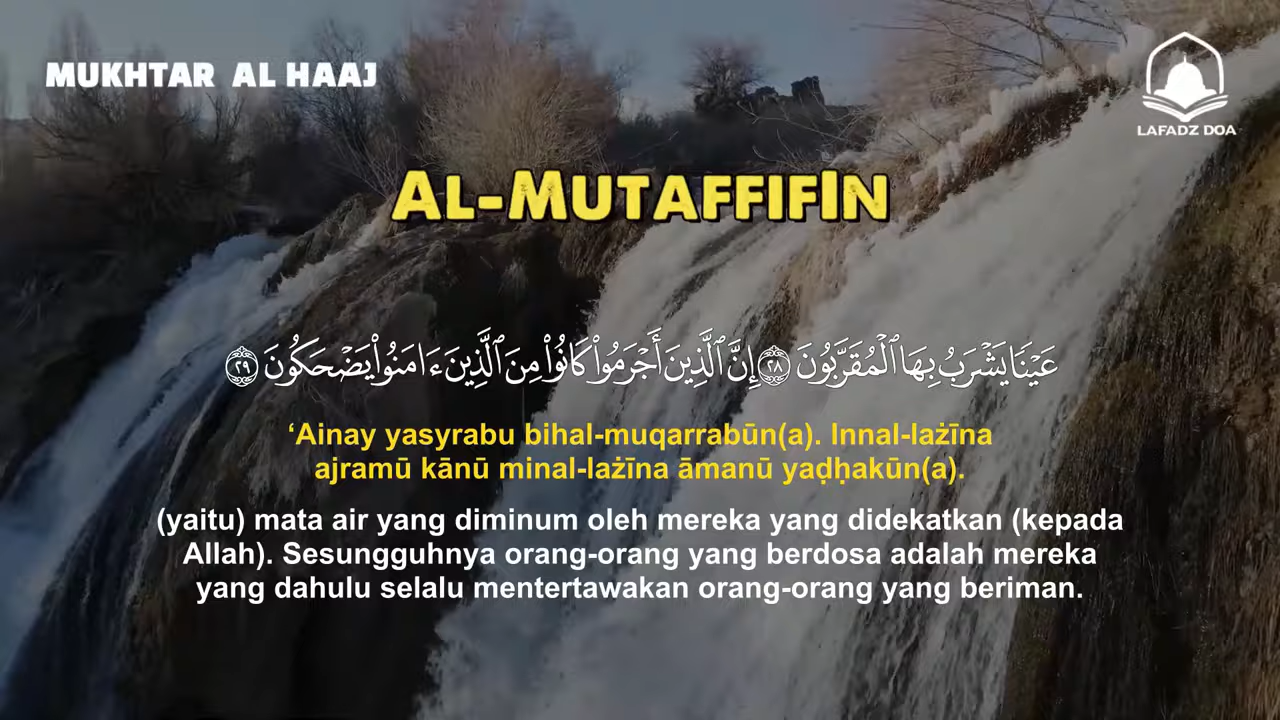 MUKHTAR AL HAAJ
LAFADZ DOA
AL-MUTAFFIFIN
عَيْنًا يَشْرَبُ بِهَا ٱلْمُقَرَّبُونَ ٢٨ إِنَّ ٱلَّذِينَ أَجْرَمُوا۟ كَانُوا۟ مِنَ ٱلَّذِينَ ءَامَنُوا۟ يَضْحَكُونَ ٢٩
‘Ainay yasyrabu bihal-muqarrabūn(a). Innal-lażīna
ajramū kānū minal-lażīna āmanū yaḍḥakūn(a).
(yaitu) mata air yang diminum oleh mereka yang didekatkan (kepada
Allah). Sesungguhnya orang-orang yang berdosa adalah mereka
yang dahulu selalu mentertawakan orang-orang yang beriman.